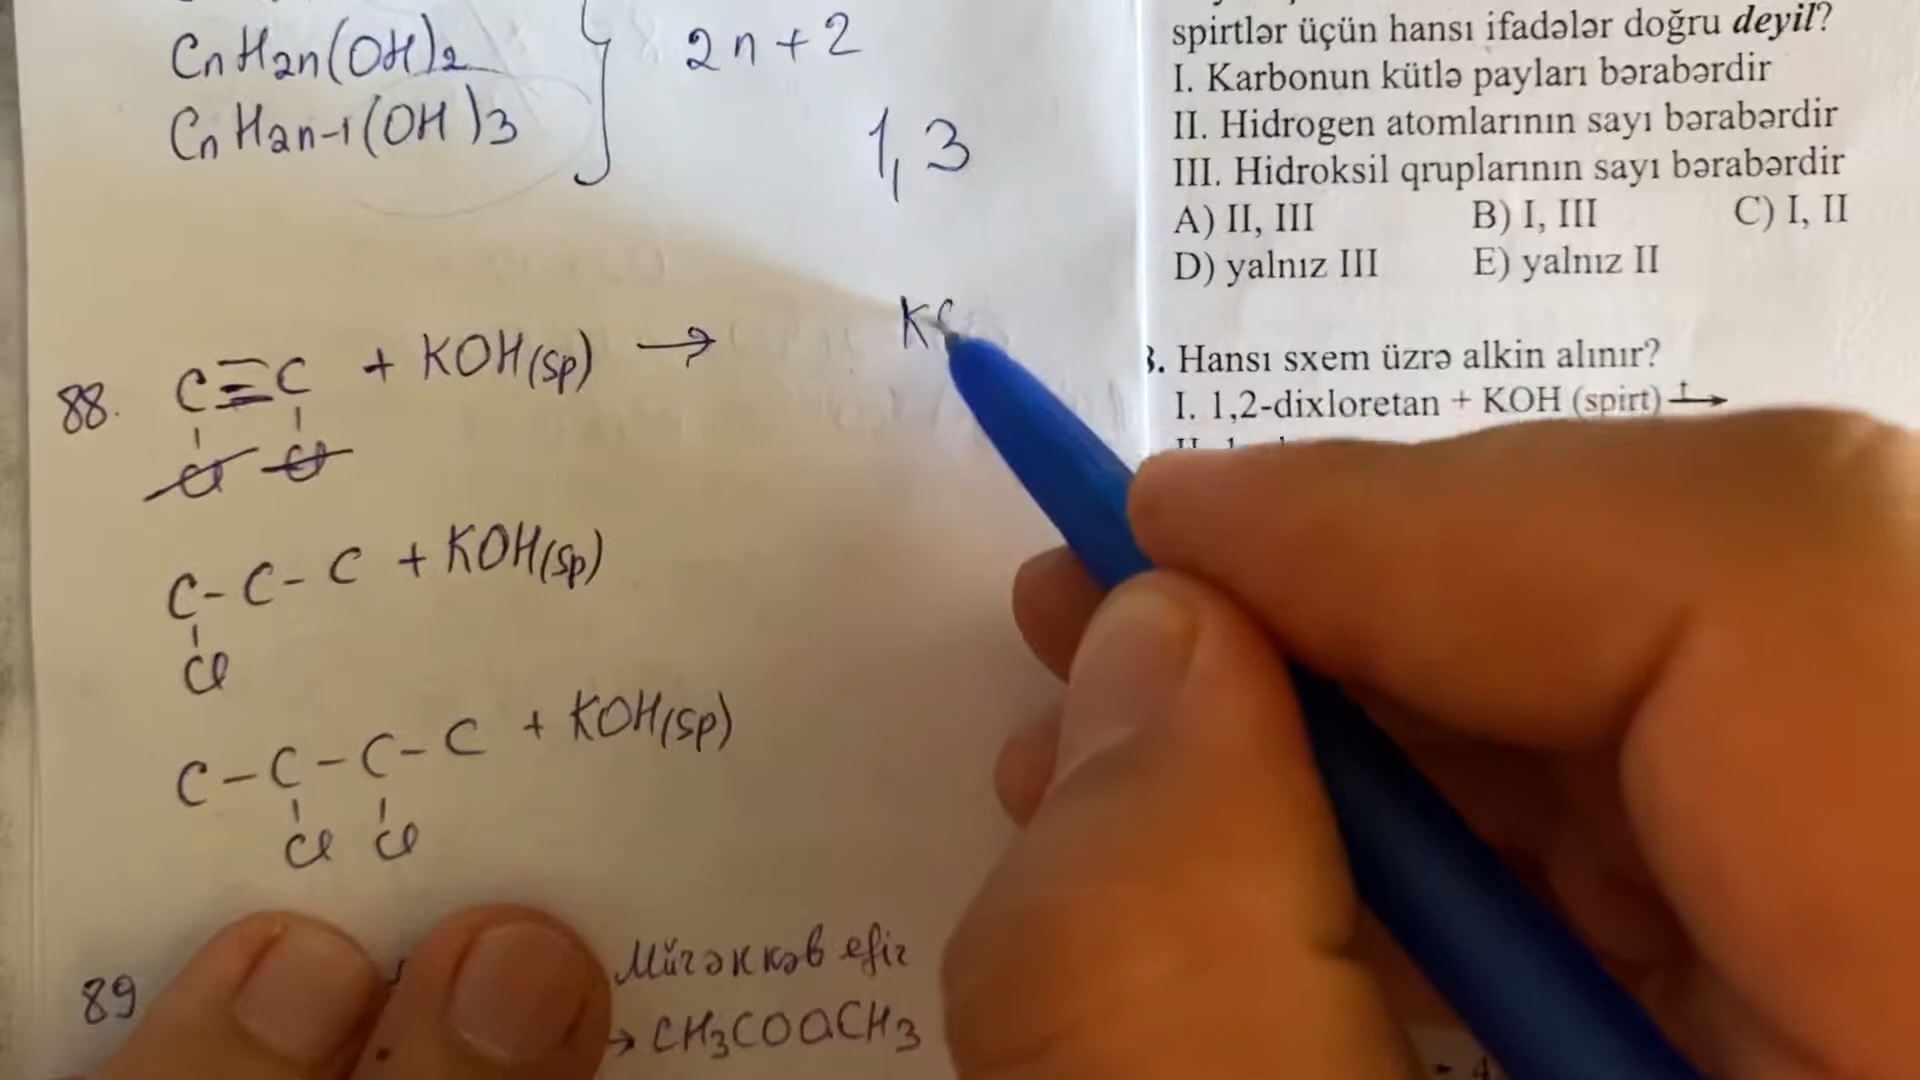 CnH2n(OH)2
CnH2n-1(OH)3
2n+2
1,3
88. C≡C + KOH(sp) →
Cl Cl
C-C-C + KOH(sp)
Cl
C-C-C-C + KOH(sp)
Cl Cl
89
→ CH3COOCH3
spirtlər üçün hansı ifadələr doğru deyil?
I. Karbonun kütlə payları bərabərdir
II. Hidrogen atomlarının sayı bərabərdir
III. Hidroksil qruplarının sayı bərabərdir
A) II, III B) I, III C) I, II
D) yalnız III E) yalnız II
. Hansı sxem üzrə alkin alınır?
I. 1,2-dixloretan + KOH (spirt) t→